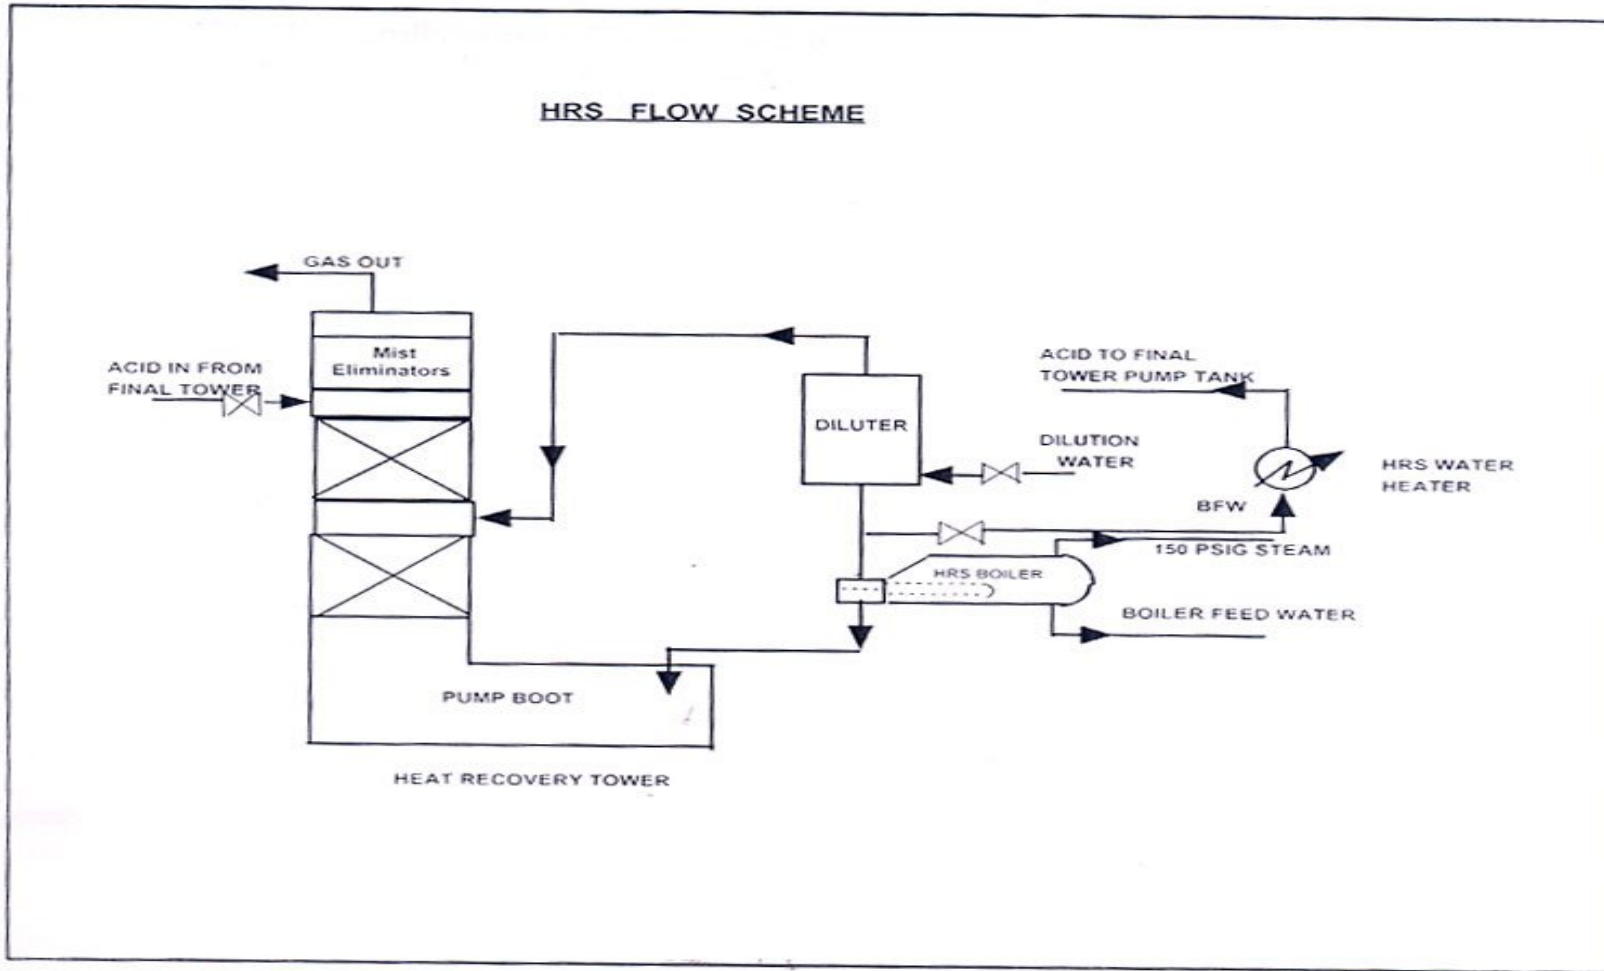 HRS FLOW SCHEME
GAS OUT
Mist
Eliminators
ACID IN FROM
FINAL TOWER
DILUTER
ACID TO FINAL
TOWER PUMP TANK
DILUTION
WATER
HRS WATER
HEATER
BFW
150 PSIG STEAM
HRS BOILER
BOILER FEED WATER
PUMP BOOT
HEAT RECOVERY TOWER